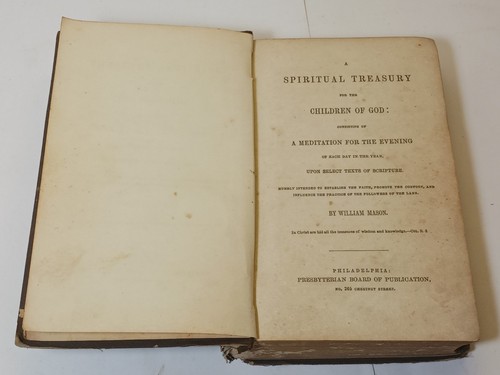 A
SPIRITUAL TREASURY
FOR THE
CHILDREN OF GOD:
CONSISTING OF
A MEDITATION FOR THE EVENING
OF EACH DAY IN THE YEAR,
UPON SELECT TEXTS OF SCRIPTURE.
HUMBLY INTENDED TO ESTABLISH THE FAITH, PROMOTE THE COMFORT, AND
INFLUENCE THE PRACTICE OF THE FOLLOWERS OF THE LAMB.
BY WILLIAM MASON.
In Christ are hid all the treasures of wisdom and knowledge.—Col. ii. 3
PHILADELPHIA:
PRESBYTERIAN BOARD OF PUBLICATION,
NO. 265 CHESTNUT STREET.